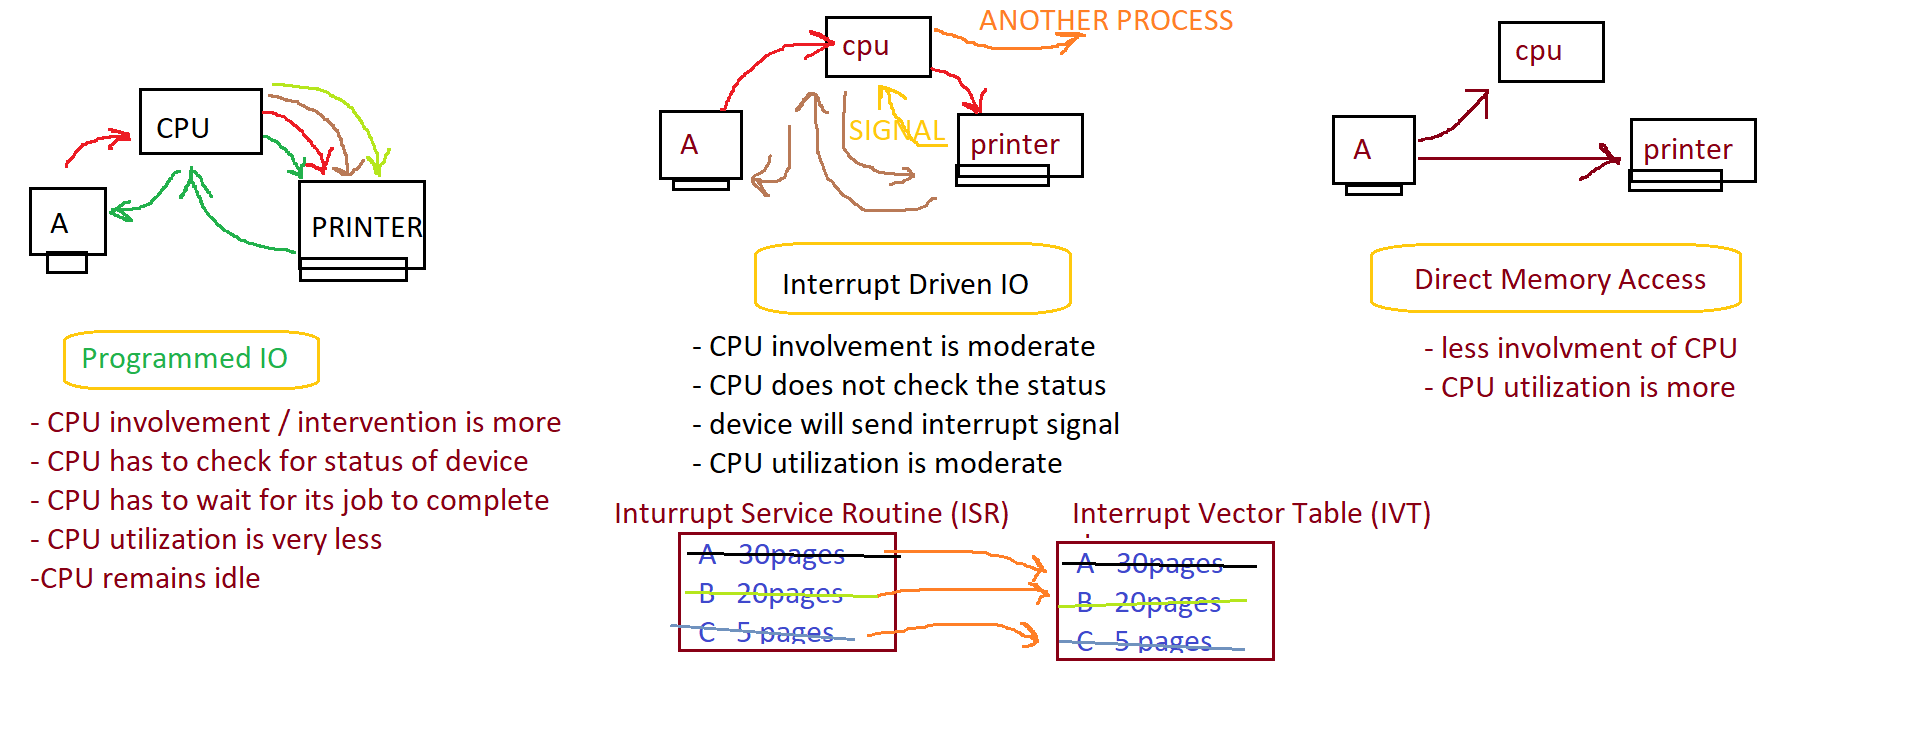 CPU
A
PRINTER
Programmed IO
- CPU involvement / intervention is more
- CPU has to check for status of device
- CPU has to wait for its job to complete
- CPU utilization is very less
-CPU remains idle
ANOTHER PROCESS
cpu
SIGNAL
A
printer
Interrupt Driven IO
- CPU involvement is moderate
- CPU does not check the status
- device will send interrupt signal
- CPU utilization is moderate
Inturrupt Service Routine (ISR)
A 30pages
B 20pages
C 5 pages
Interrupt Vector Table (IVT)
A 30pages
B 20pages
C 5 pages
cpu
A
printer
Direct Memory Access
- less involvment of CPU
- CPU utilization is more